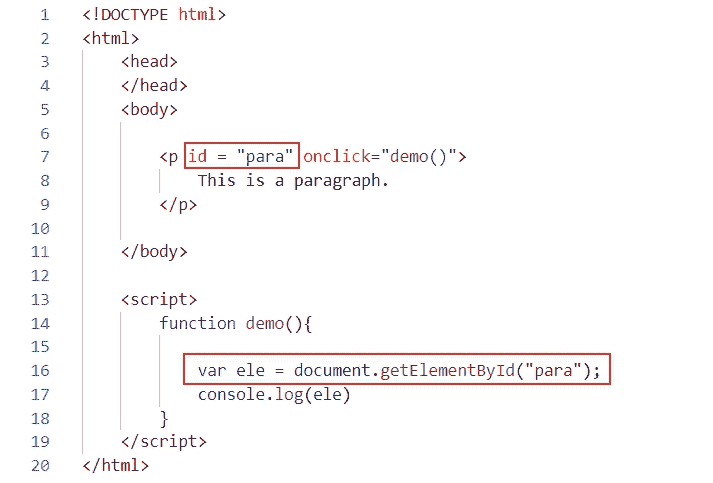 1 <!DOCTYPE html>
2 <html>
3     <head>
4     </head>
5     <body>
6
7         <p id = "para" onclick="demo()">
8             This is a paragraph.
9         </p>
10
11     </body>
12
13     <script>
14         function demo(){
15
16             var ele = document.getElementById("para");
17             console.log(ele)
18         }
19     </script>
20 </html>